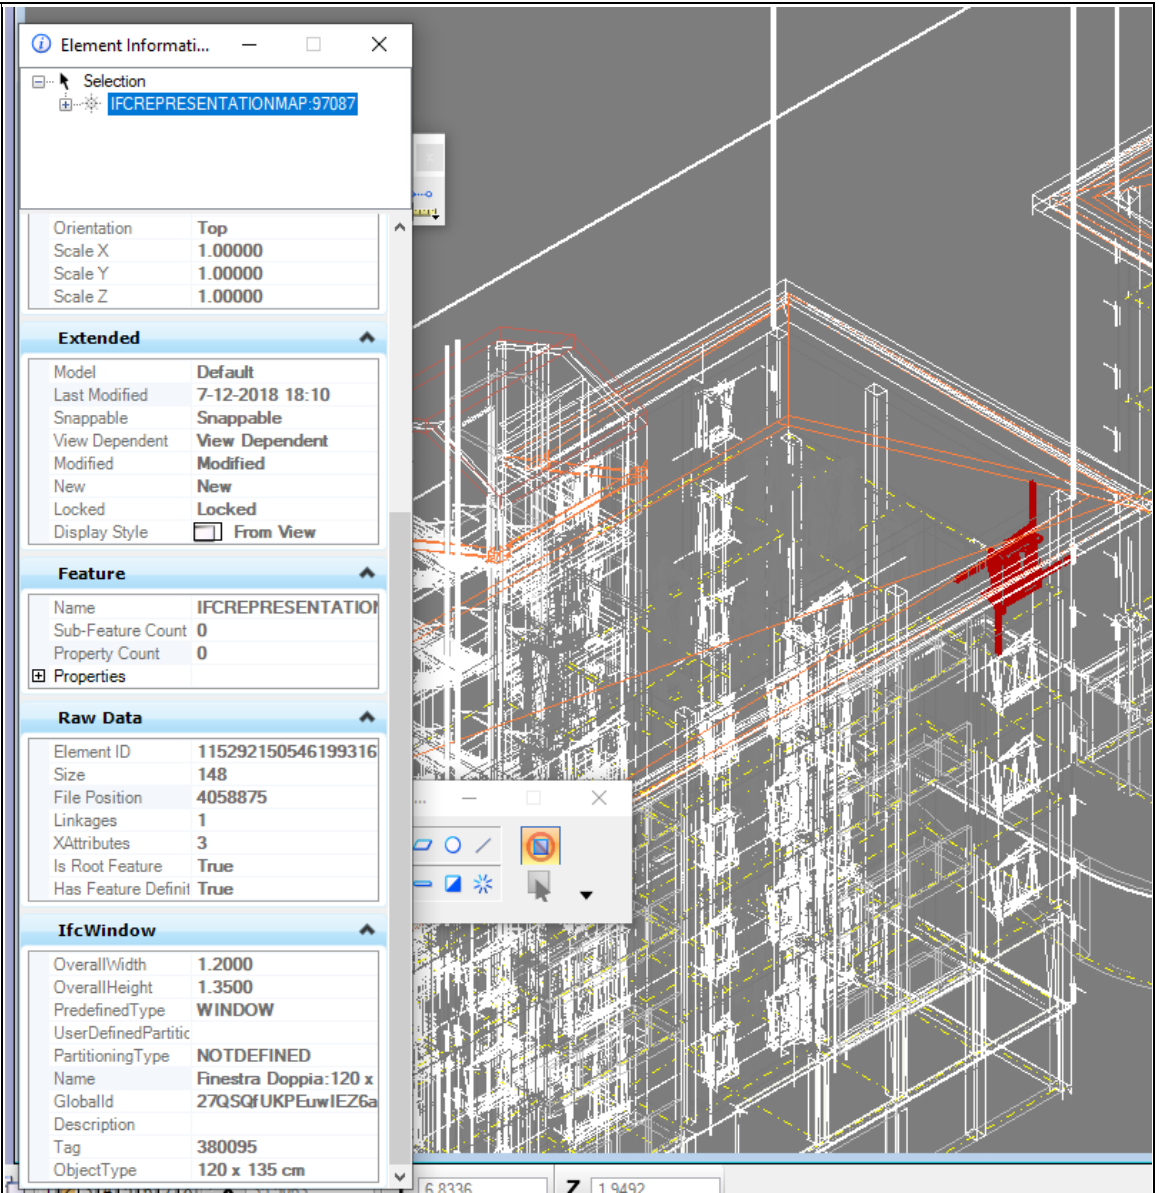 Element Informati...
Selection
IFCREPRESENTATIONMAP:97087
Orientation Top
Scale X 1.00000
Scale Y 1.00000
Scale Z 1.00000
Extended
Model Default
Last Modified 7-12-2018 18:10
Snappable Snappable
View Dependent View Dependent
Modified Modified
New New
Locked Locked
Display Style From View
Feature
Name IFCREPRESENTATION
Sub-Feature Count 0
Property Count 0
Properties
Raw Data
Element ID 115292150546199316
Size 148
File Position 4058875
Linkages 1
XAttributes 3
Is Root Feature True
Has Feature Definit True
...
IfcWindow
OverallWidth 1.2000
OverallHeight 1.3500
PredefinedType WINDOW
UserDefinedPartitic
PartitioningType NOTDEFINED
Name Finestra Doppia:120 x
GlobalId 27QSQfUKPEuwIEZ6a
Description
Tag 380095
ObjectType 120 x 135 cm
6.8336
Z 1.9492